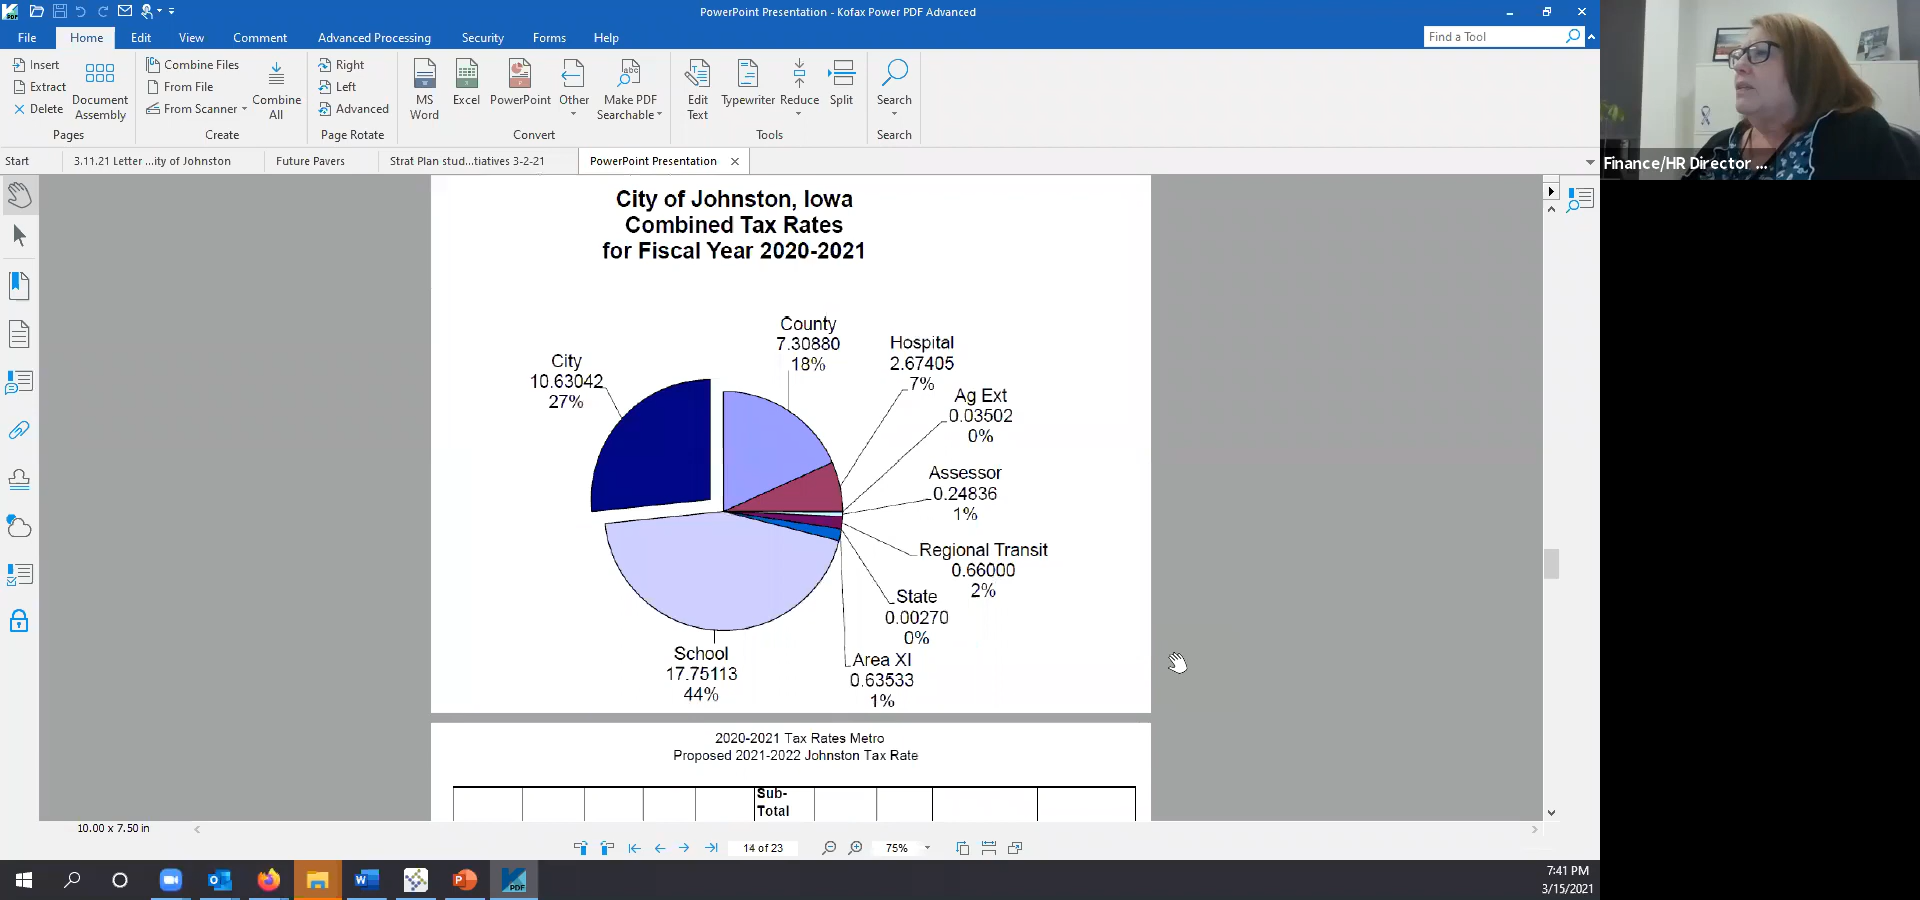 PowerPoint Presentation - Kofax Power PDF Advanced
File Home Edit View Comment Advanced Processing Security Forms Help
Find a Tool
Insert
Extract
Delete
Document Assembly
Pages
Combine Files
From File
From Scanner
Combine All
Create
Right
Left
Advanced
Page Rotate
MS Word
Excel
PowerPoint
Other
Make PDF Searchable
Convert
Edit Text
Typewriter
Reduce
Split
Tools
Search
Search
Start
3.11.21 Letter ...ity of Johnston
Future Pavers
Strat Plan stud...tiatives 3-2-21
PowerPoint Presentation
Finance/HR Director ...
City of Johnston, Iowa
Combined Tax Rates
for Fiscal Year 2020-2021
County
7.30880
18%
Hospital
2.67405
7%
City
10.63042
27%
Ag Ext
0.03502
0%
Assessor
0.24836
1%
Regional Transit
0.66000
2%
State
0.00270
0%
School
17.75113
44%
Area XI
0.63533
1%
2020-2021 Tax Rates Metro
Proposed 2021-2022 Johnston Tax Rate
Sub-
Total
10.00 x 7.50 in
14 of 23
75%
7:41 PM
3/15/2021